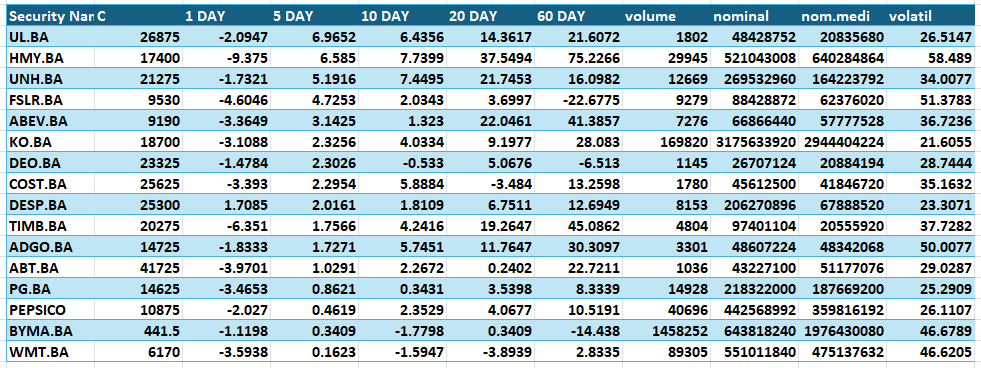 Security Nar C 1 DAY 5 DAY 10 DAY 20 DAY 60 DAY volume nominal nom.medi volatil
UL.BA 26875 -2.0947 6.9652 6.4356 14.3617 21.6072 1802 48428752 20835680 26.5147
HMY.BA 17400 -9.375 6.585 7.7399 37.5494 75.2266 29945 521043008 640284864 58.489
UNH.BA 21275 -1.7321 5.1916 7.4495 21.7453 16.0982 12669 269532960 164223792 34.0077
FSLR.BA 9530 -4.6046 4.7253 2.0343 3.6997 -22.6775 9279 88428872 62376020 51.3783
ABEV.BA 9190 -3.3649 3.1425 1.323 22.0461 41.3857 7276 66866440 57777528 36.7236
KO.BA 18700 -3.1088 2.3256 4.0334 9.1977 28.083 169820 3175633920 2944404224 21.6055
DEO.BA 23325 -1.4784 2.3026 -0.533 5.0676 -6.513 1145 26707124 20884194 28.7444
COST.BA 25625 -3.393 2.2954 5.8884 -3.484 13.2598 1780 45612500 41846720 35.1632
DESP.BA 25300 1.7085 2.0161 1.8109 6.7511 12.6949 8153 206270896 67888520 23.3071
TIMB.BA 20275 -6.351 1.7566 4.2416 19.2647 45.0862 4804 97401104 20555920 37.7282
ADGO.BA 14725 -1.8333 1.7271 5.7451 11.7647 30.3097 3301 48607224 48342068 50.0077
ABT.BA 41725 -3.9701 1.0291 2.2672 0.2402 22.7211 1036 43227100 51177076 29.0287
PG.BA 14625 -3.4653 0.8621 0.3431 3.5398 8.3339 14928 218322000 187669200 25.2909
PEPSICO 10875 -2.027 0.4619 2.3529 4.0677 10.5191 40696 442568992 359816192 26.1107
BYMA.BA 441.5 -1.1198 0.3409 -1.7798 0.3409 -14.438 1458252 643818240 1976430080 46.6789
WMT.BA 6170 -3.5938 0.1623 -1.5947 -3.8939 2.8335 89305 551011840 475137632 46.6205